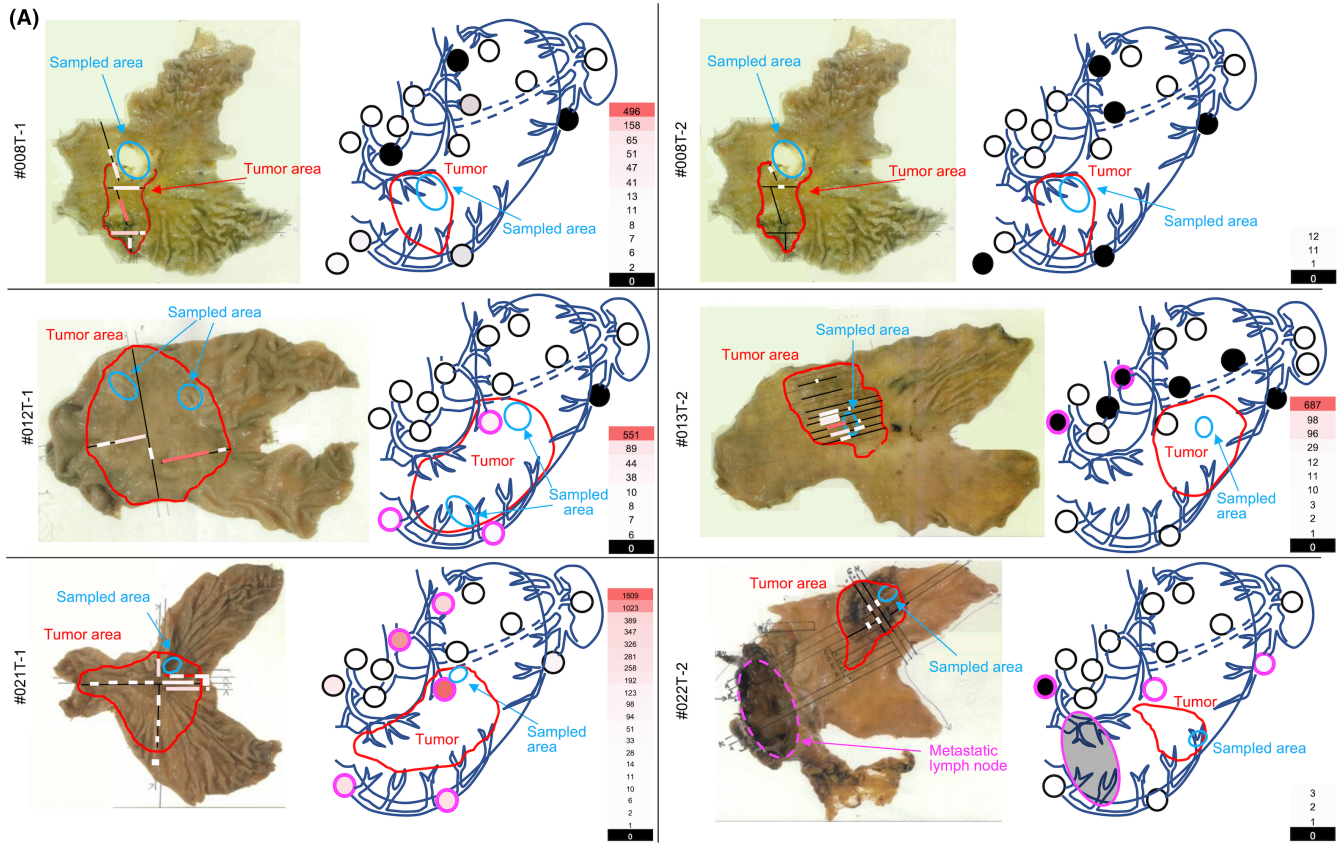 (A)
#008T-1
Sampled area
Tumor area
Tumor
Sampled area
496
158
65
51
47
41
13
11
8
7
6
2
0
#008T-2
Sampled area
Tumor area
Tumor
Sampled area
12
11
1
0
#012T-1
Tumor area
Sampled area
Tumor
Sampled
area
551
89
44
38
10
8
7
6
0
#013T-2
Tumor area
Sampled area
Tumor
Sampled
area
687
98
96
29
12
11
10
3
2
1
0
#021T-1
Sampled area
Tumor area
Tumor
Sampled
area
1509
1023
389
347
326
281
258
192
123
98
94
51
33
28
14
11
10
6
2
1
0
#022T-2
Tumor area
Sampled area
Metastatic
lymph node
Tumor
Sampled area
3
2
1
0